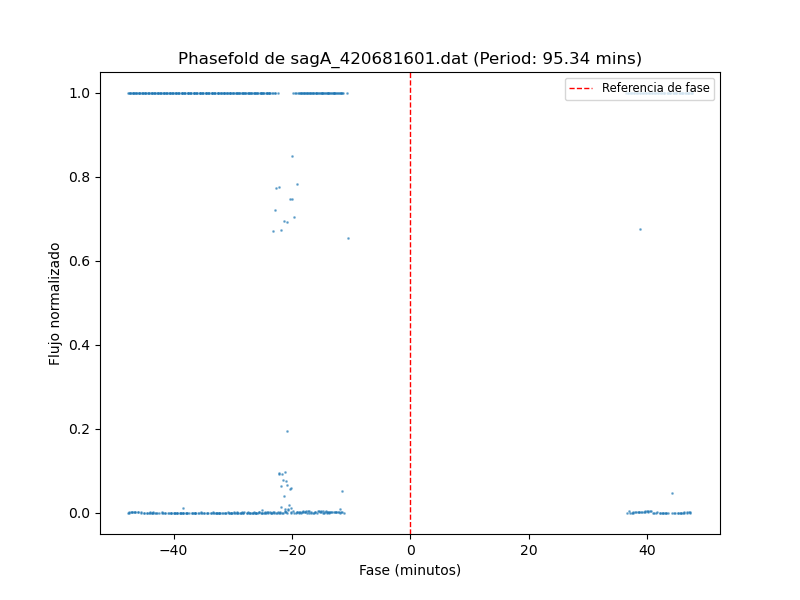 Phasefold de sagA_420681601.dat (Period: 95.34 mins)
Referencia de fase
Flujo normalizado
1.0
0.8
0.6
0.4
0.2
0.0
−40
−20
0
20
40
Fase (minutos)